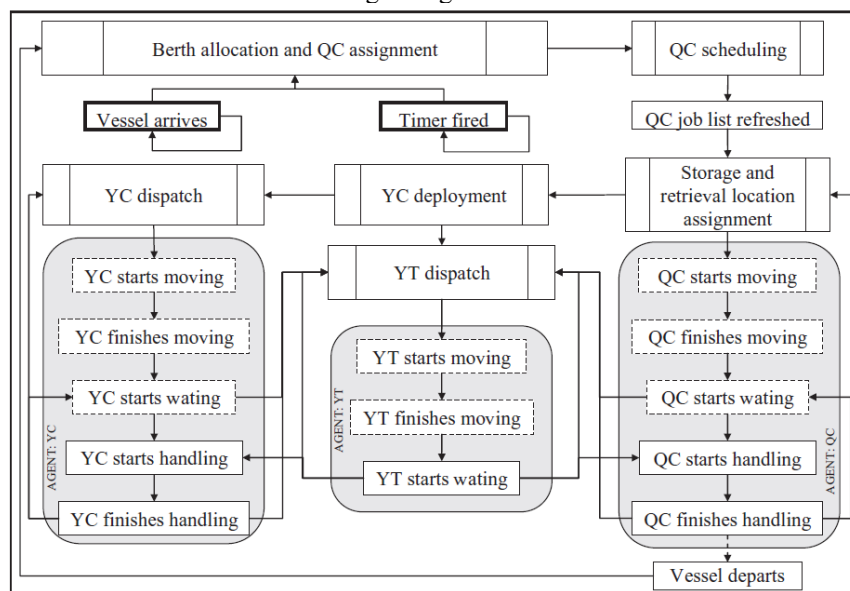 Berth allocation and QC assignment
QC scheduling
Vessel arrives
Timer fired
QC job list refreshed
YC dispatch
YC deployment
Storage and
retrieval location
assignment
YT dispatch
AGENT: YC
YC starts moving
YC finishes moving
YC starts wating
YC starts handling
YC finishes handling
AGENT: YT
YT starts moving
YT finishes moving
YT starts wating
AGENT: QC
QC starts moving
QC finishes moving
QC starts wating
QC starts handling
QC finishes handling
Vessel departs